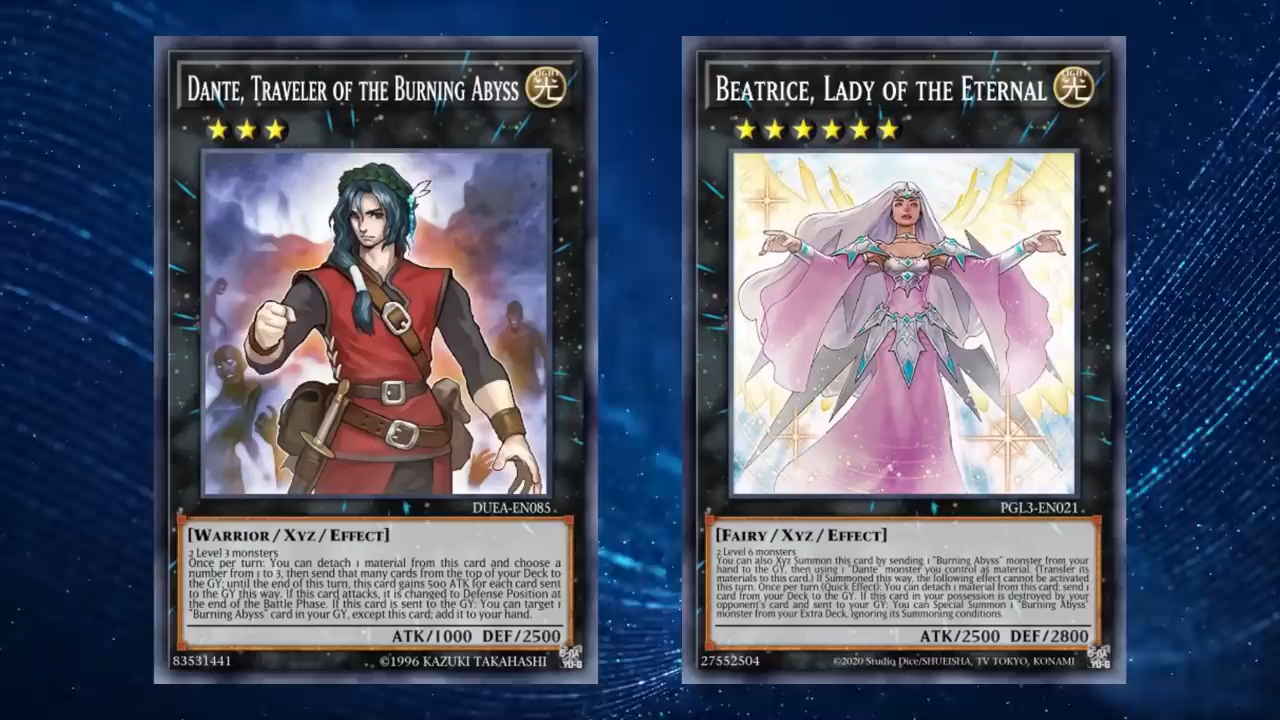 DANTE, TRAVELER OF THE BURNING ABYSS
LIGHT
光
DUEA-EN085
[WARRIOR / XYZ / EFFECT]
2 Level 3 monsters
Once per turn: You can detach 1 material from this card and choose a
number from 1 to 3, then send that many cards from the top of your Deck to
the GY; until the end of this turn, this card gains 500 ATK for each card sent
to the GY this way. If this card attacks, it is changed to Defense Position at
the end of the Battle Phase. If this card is sent to the GY: You can target 1
"Burning Abyss" card in your GY, except this card; add it to your hand.
ATK/1000 DEF/2500
83531441
©1996 KAZUKI TAKAHASHI
BEATRICE, LADY OF THE ETERNAL
LIGHT
光
PGL3-EN021
[FAIRY / XYZ / EFFECT]
2 Level 6 monsters
You can also Xyz Summon this card by sending 1 "Burning Abyss" monster from your
hand to the GY, then using 1 "Dante" monster you control as material. (Transfer its
materials to this card.) If Summoned this way, the following effect cannot be activated
this turn. Once per turn (Quick Effect): You can detach 1 material from this card; send 1
card from your Deck to the GY. If this card in your possession is destroyed by your
opponent's card and sent to your GY: You can Special Summon 1 "Burning Abyss"
monster from your Extra Deck, ignoring its Summoning conditions.
ATK/2500 DEF/2800
27552504
©2020 Studio Dice/SHUEISHA, TV TOKYO, KONAMI